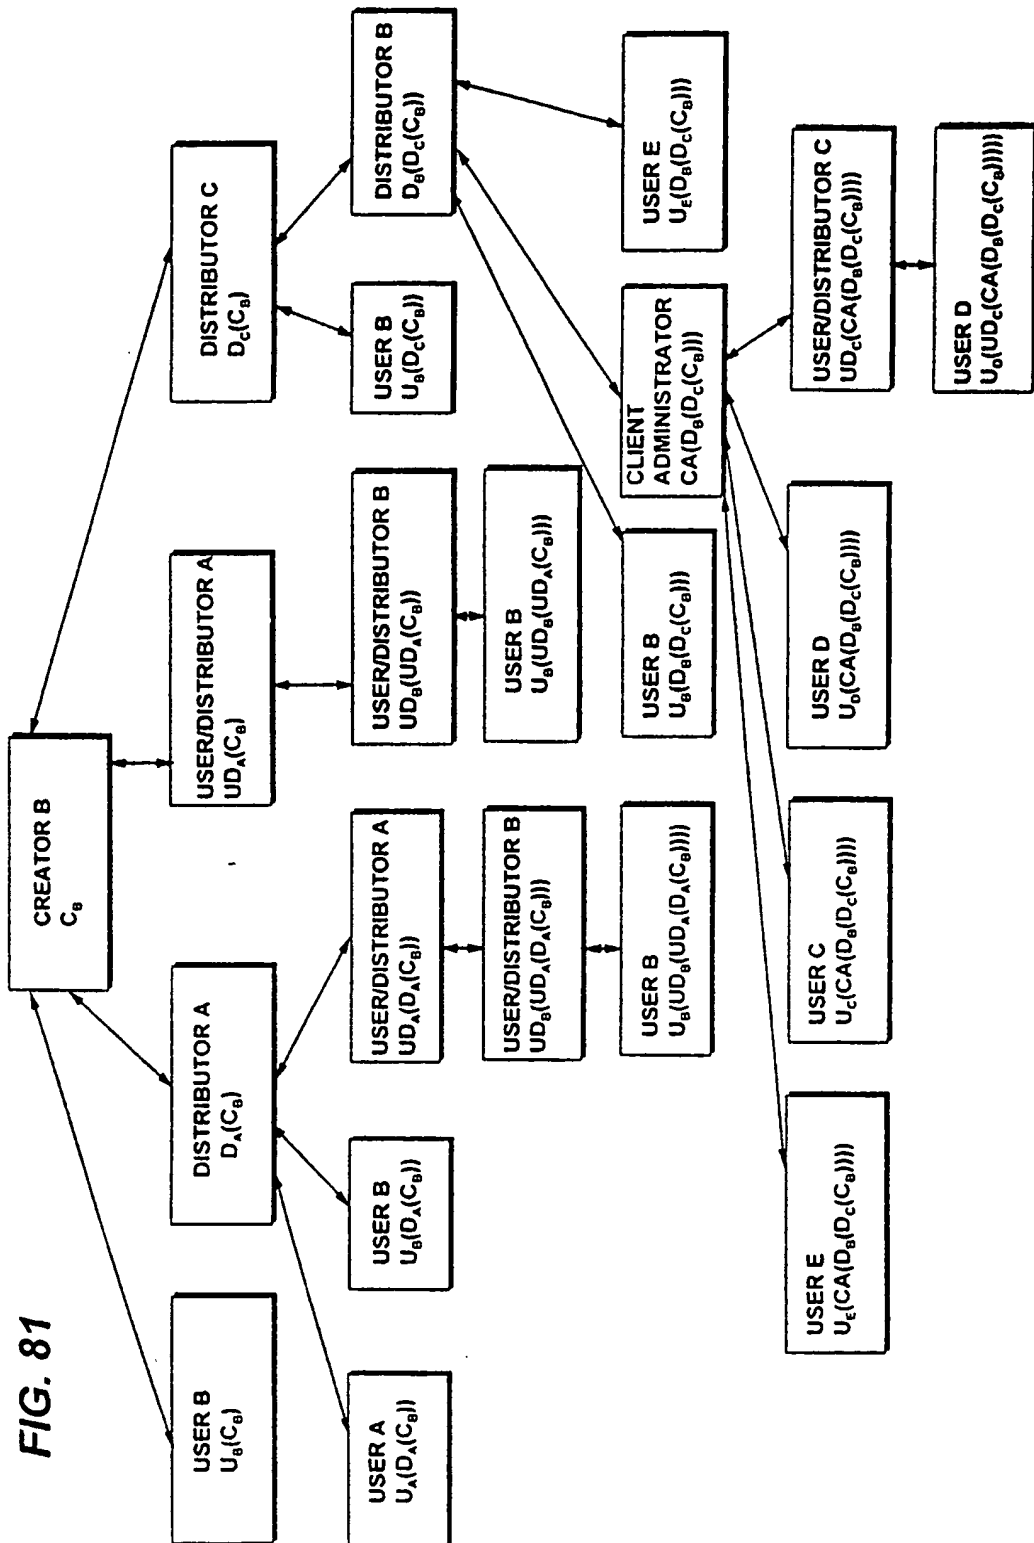 FIG. 81
CREATOR B
C_B
USER B
U_B(C_B)
DISTRIBUTOR A
D_A(C_B)
USER/DISTRIBUTOR A
UD_A(C_B)
DISTRIBUTOR C
D_C(C_B)
USER A
U_A(D_A(C_B))
USER B
U_B(D_A(C_B))
USER/DISTRIBUTOR A
UD_A(D_A(C_B))
USER/DISTRIBUTOR B
UD_B(UD_A(C_B))
USER B
U_B(D_C(C_B))
DISTRIBUTOR B
D_B(D_C(C_B))
USER/DISTRIBUTOR B
UD_B(UD_A(D_A(C_B)))
USER B
U_B(UD_B(UD_A(C_B)))
USER B
U_B(UD_B(UD_A(D_A(C_B))))
USER B
U_B(D_B(D_C(C_B)))
CLIENT
ADMINISTRATOR
CA(D_B(D_C(C_B)))
USER E
U_E(D_B(D_C(C_B)))
USER E
U_E(CA(D_B(D_C(C_B))))
USER C
U_C(CA(D_B(D_C(C_B))))
USER D
U_D(CA(D_B(D_C(C_B))))
USER/DISTRIBUTOR C
UD_C(CA(D_B(D_C(C_B))))
USER D
U_D(UD_C(CA(D_B(D_C(C_B)))))